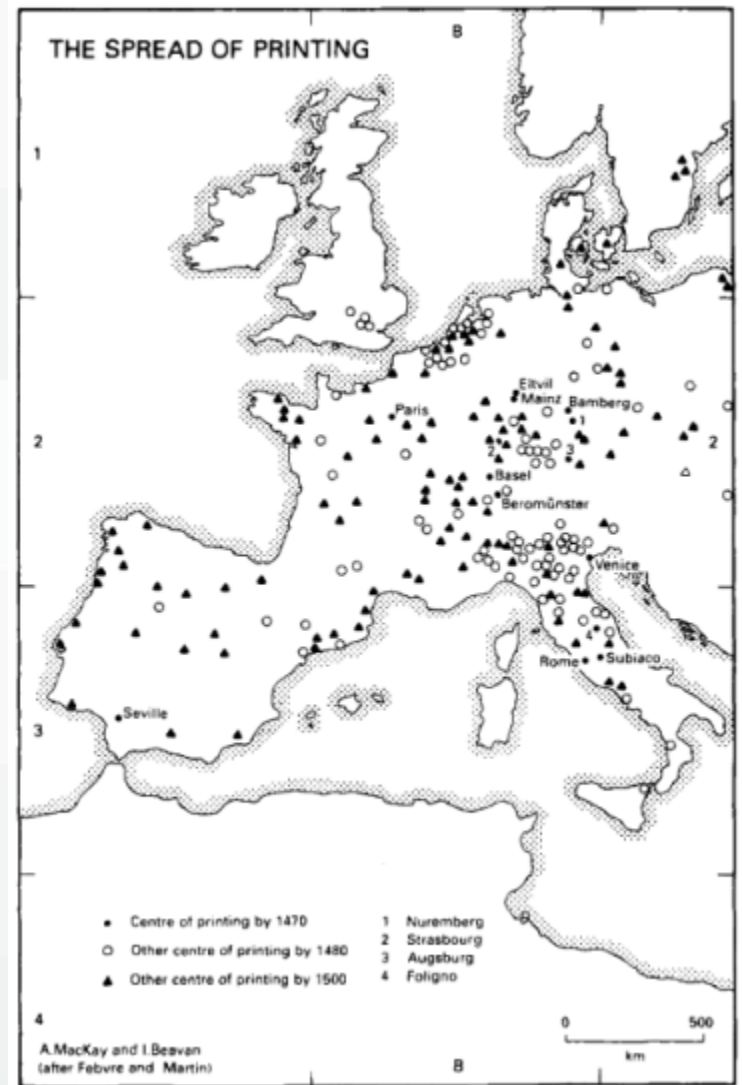 B
THE SPREAD OF PRINTING
1
Eltvil
Mainz
Bamberg
Paris
1
2
2
3
2
Basel
Beromünster
Venice
4
Rome
Subiaco
Seville
3
• Centre of printing by 1470
○ Other centre of printing by 1480
▲ Other centre of printing by 1500
1 Nuremberg
2 Strasbourg
3 Augsburg
4 Foligno
4
0 500
km
A.MacKay and I.Beavan
(after Febvre and Martin)
B